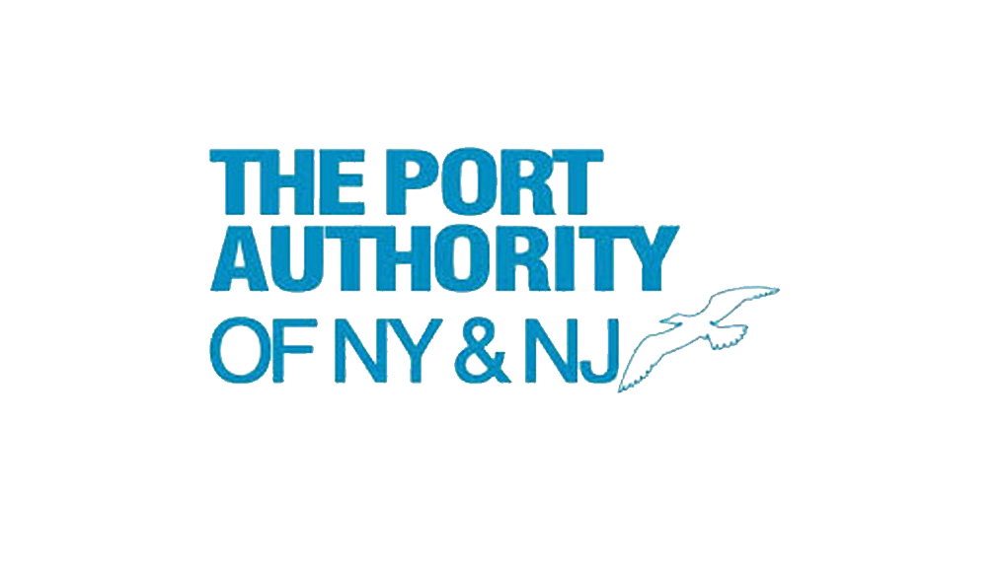 THE PORT
AUTHORITY
OF NY & NJ